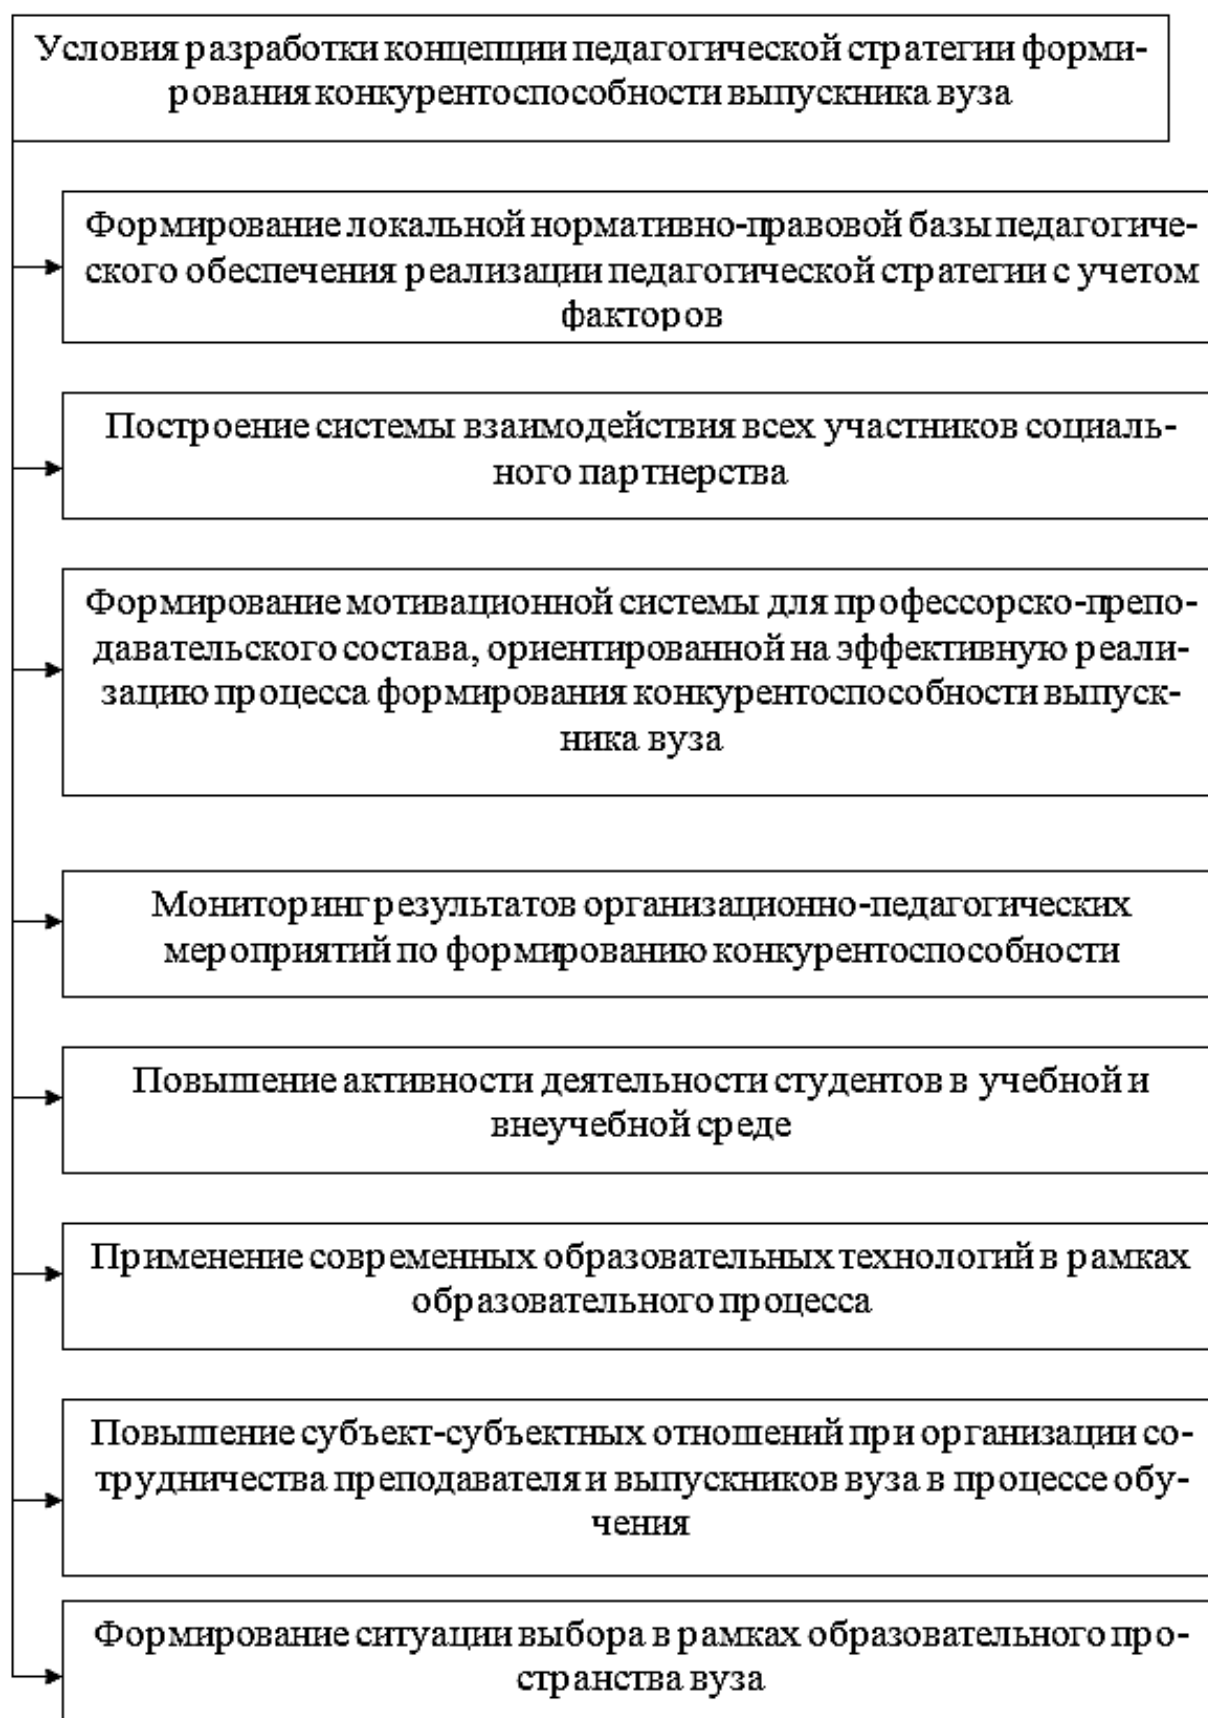 Условия разработки концепции педагогической стратегии форми-
рования конкурентоспособности выпускника вуза
Формирование локальной нормативно-правовой базы педагогиче-
ского обеспечения реализации педагогической стратегии с учетом
факторов
Построение системы взаимодействия всех участников социаль-
ного партнерства
Формирование мотивационной системы для профессорско-препо-
давательского состава, ориентированной на эффективную реали-
зацию процесса формирования конкурентоспособности выпуск-
ника вуза
Мониторинг результатов организационно-педагогических
мероприятий по формированию конкурентоспособности
Повышение активности деятельности студентов в учебной и
внеучебной среде
Применение современных образовательных технологий в рамках
образовательного процесса
Повышение субъект-субъектных отношений при организации со-
трудничества преподавателя и выпускников вуза в процессе обу-
чения
Формирование ситуации выбора в рамках образовательного про-
странства вуза